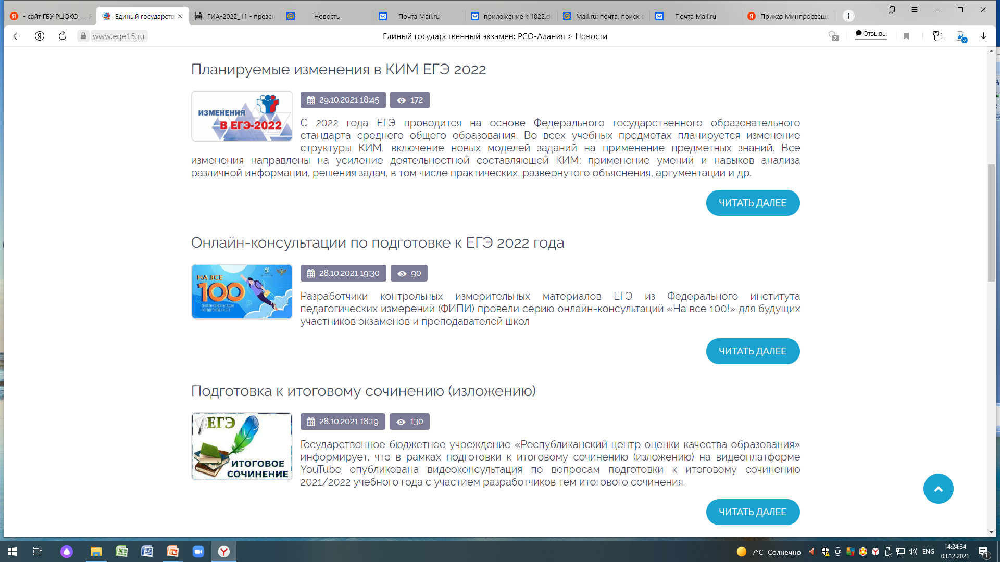 - сайт ГБУ РЦОКО —
Единый государств
ГИА-2022_11 - презен
Новость
Почта Mail.ru
приложение к 1022.do
Mail.ru: почта, поиск в
Почта Mail.ru
Приказ Минпросвеще
www.ege15.ru
Единый государственный экзамен: РСО-Алания > Новости
2
Отзывы
Планируемые изменения в КИМ ЕГЭ 2022
ИЗМЕНЕНИЯ
В ЕГЭ-2022
29.10.2021 18:45
172
С 2022 года ЕГЭ проводится на основе Федерального государственного образовательного
стандарта среднего общего образования. Во всех учебных предметах планируется изменение
структуры КИМ, включение новых моделей заданий на применение предметных знаний. Все
изменения направлены на усиление деятельностной составляющей КИМ: применение умений и навыков анализа
различной информации, решения задач, в том числе практических, развернутого объяснения, аргументации и др.
ЧИТАТЬ ДАЛЕЕ
Онлайн-консультации по подготовке к ЕГЭ 2022 года
НА ВСЕ
100
ОНЛАЙН-КОНСУЛЬТАЦИИ
ПО ПОДГОТОВКЕ К ЕГЭ
28.10.2021 19:30
90
Разработчики контрольных измерительных материалов ЕГЭ из Федерального института
педагогических измерений (ФИПИ) провели серию онлайн-консультаций «На все 100!» для будущих
участников экзаменов и преподавателей школ
ЧИТАТЬ ДАЛЕЕ
Подготовка к итоговому сочинению (изложению)
ЕГЭ
ИТОГОВОЕ
СОЧИНЕНИЕ
28.10.2021 18:19
130
Государственное бюджетное учреждение «Республиканский центр оценки качества образования»
информирует, что в рамках подготовки к итоговому сочинению (изложению) на видеоплатформе
YouTube опубликована видеоконсультация по вопросам подготовки к итоговому сочинению
2021/2022 учебного года с участием разработчиков тем итогового сочинения.
ЧИТАТЬ ДАЛЕЕ
7°C Солнечно
ENG
14:24:34
03.12.2021
1